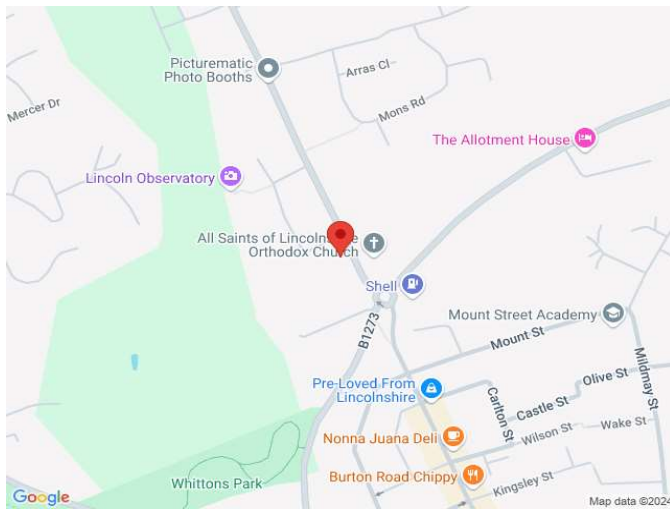 Picturematic
Photo Booths
Arras Cl
Mercer Dr
Mons Rd
The Allotment House
Lincoln Observatory
All Saints of Lincolnshire
Orthodox Church
Shell
B1273
Mount Street Academy
Mount St
Mildmay St
Pre-Loved From
Lincolnshire
Olive St
Carlton St
Castle St
Nonna Juana Deli
Wilson St
Wake St
Burton Road Chippy
Whittons Park
Kingsley St
Google
Map data ©2024